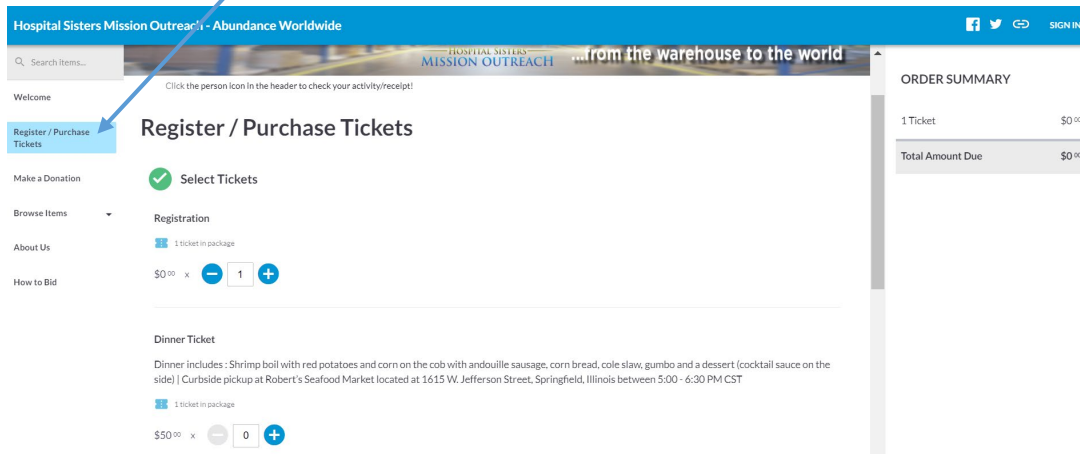 Hospital Sisters Mission Outreach - Abundance Worldwide
SIGN IN
Search Items...
Welcome
Register / Purchase
Tickets
Make a Donation
Browse Items
About Us
How to Bid
HOSPITAL SISTERS
MISSION OUTREACH
...from the warehouse to the world
Click the person icon in the header to check your activity/receipt!
Register / Purchase Tickets
Select Tickets
Registration
1 ticket in package
$0 00 x 1
Dinner Ticket
Dinner includes : Shrimp boil with red potatoes and corn on the cob with andouille sausage, corn bread, cole slaw, gumbo and a dessert (cocktail sauce on the
side) | Curbside pickup at Robert's Seafood Market located at 1615 W. Jefferson Street, Springfield, Illinois between 5:00 - 6:30 PM CST
1 ticket in package
$50 00 x 0
ORDER SUMMARY
1 Ticket $0 00
Total Amount Due $0 00